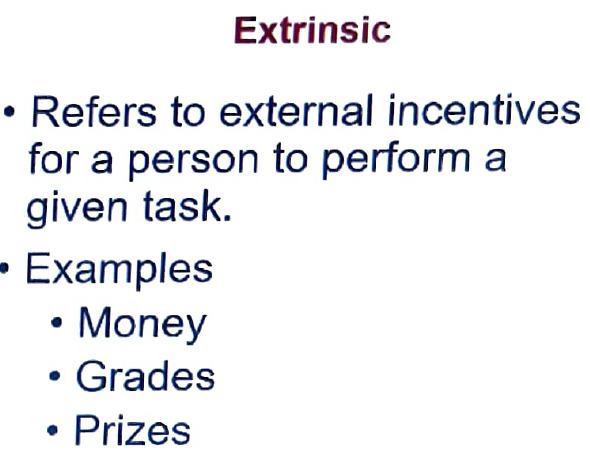 Extrinsic
• Refers to external incentives
for a person to perform a
given task.
• Examples
• Money
• Grades
• Prizes